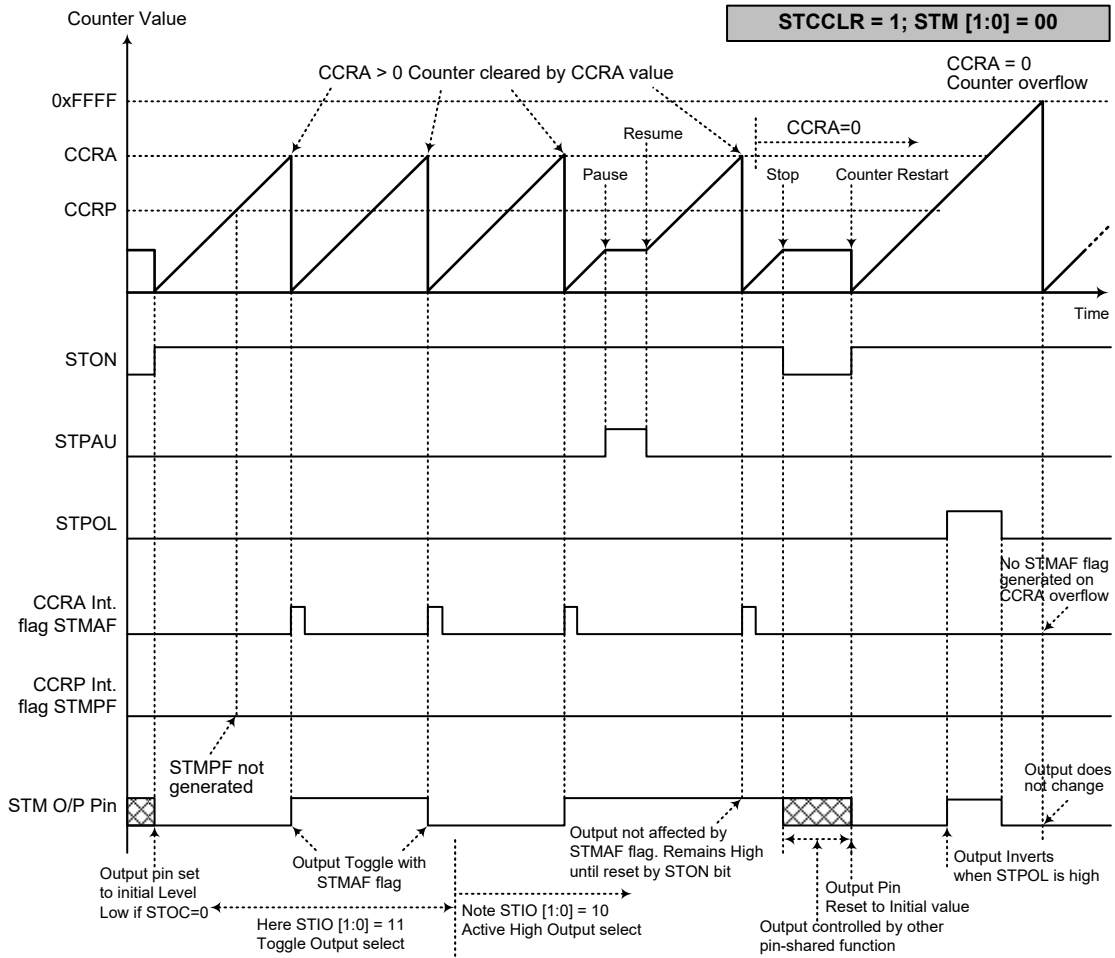 Counter Value
STCCLR = 1; STM [1:0] = 00
CCRA > 0 Counter cleared by CCRA value
CCRA = 0
Counter overflow
0xFFFF
Resume
CCRA=0
CCRA
Pause
Stop
Counter Restart
CCRP
Time
STON
STPAU
STPOL
No STMAF flag
generated on
CCRA overflow
CCRA Int.
flag STMAF
CCRP Int.
flag STMPF
STMPF not
generated
STM O/P Pin
Output does
not change
Output pin set
to initial Level
Low if STOC=0
Output Toggle with
STMAF flag
Output not affected by
STMAF flag. Remains High
until reset by STON bit
Output Inverts
when STPOL is high
Output Pin
Reset to Initial value
Here STIO [1:0] = 11
Toggle Output select
Note STIO [1:0] = 10
Active High Output select
Output controlled by other
pin-shared function